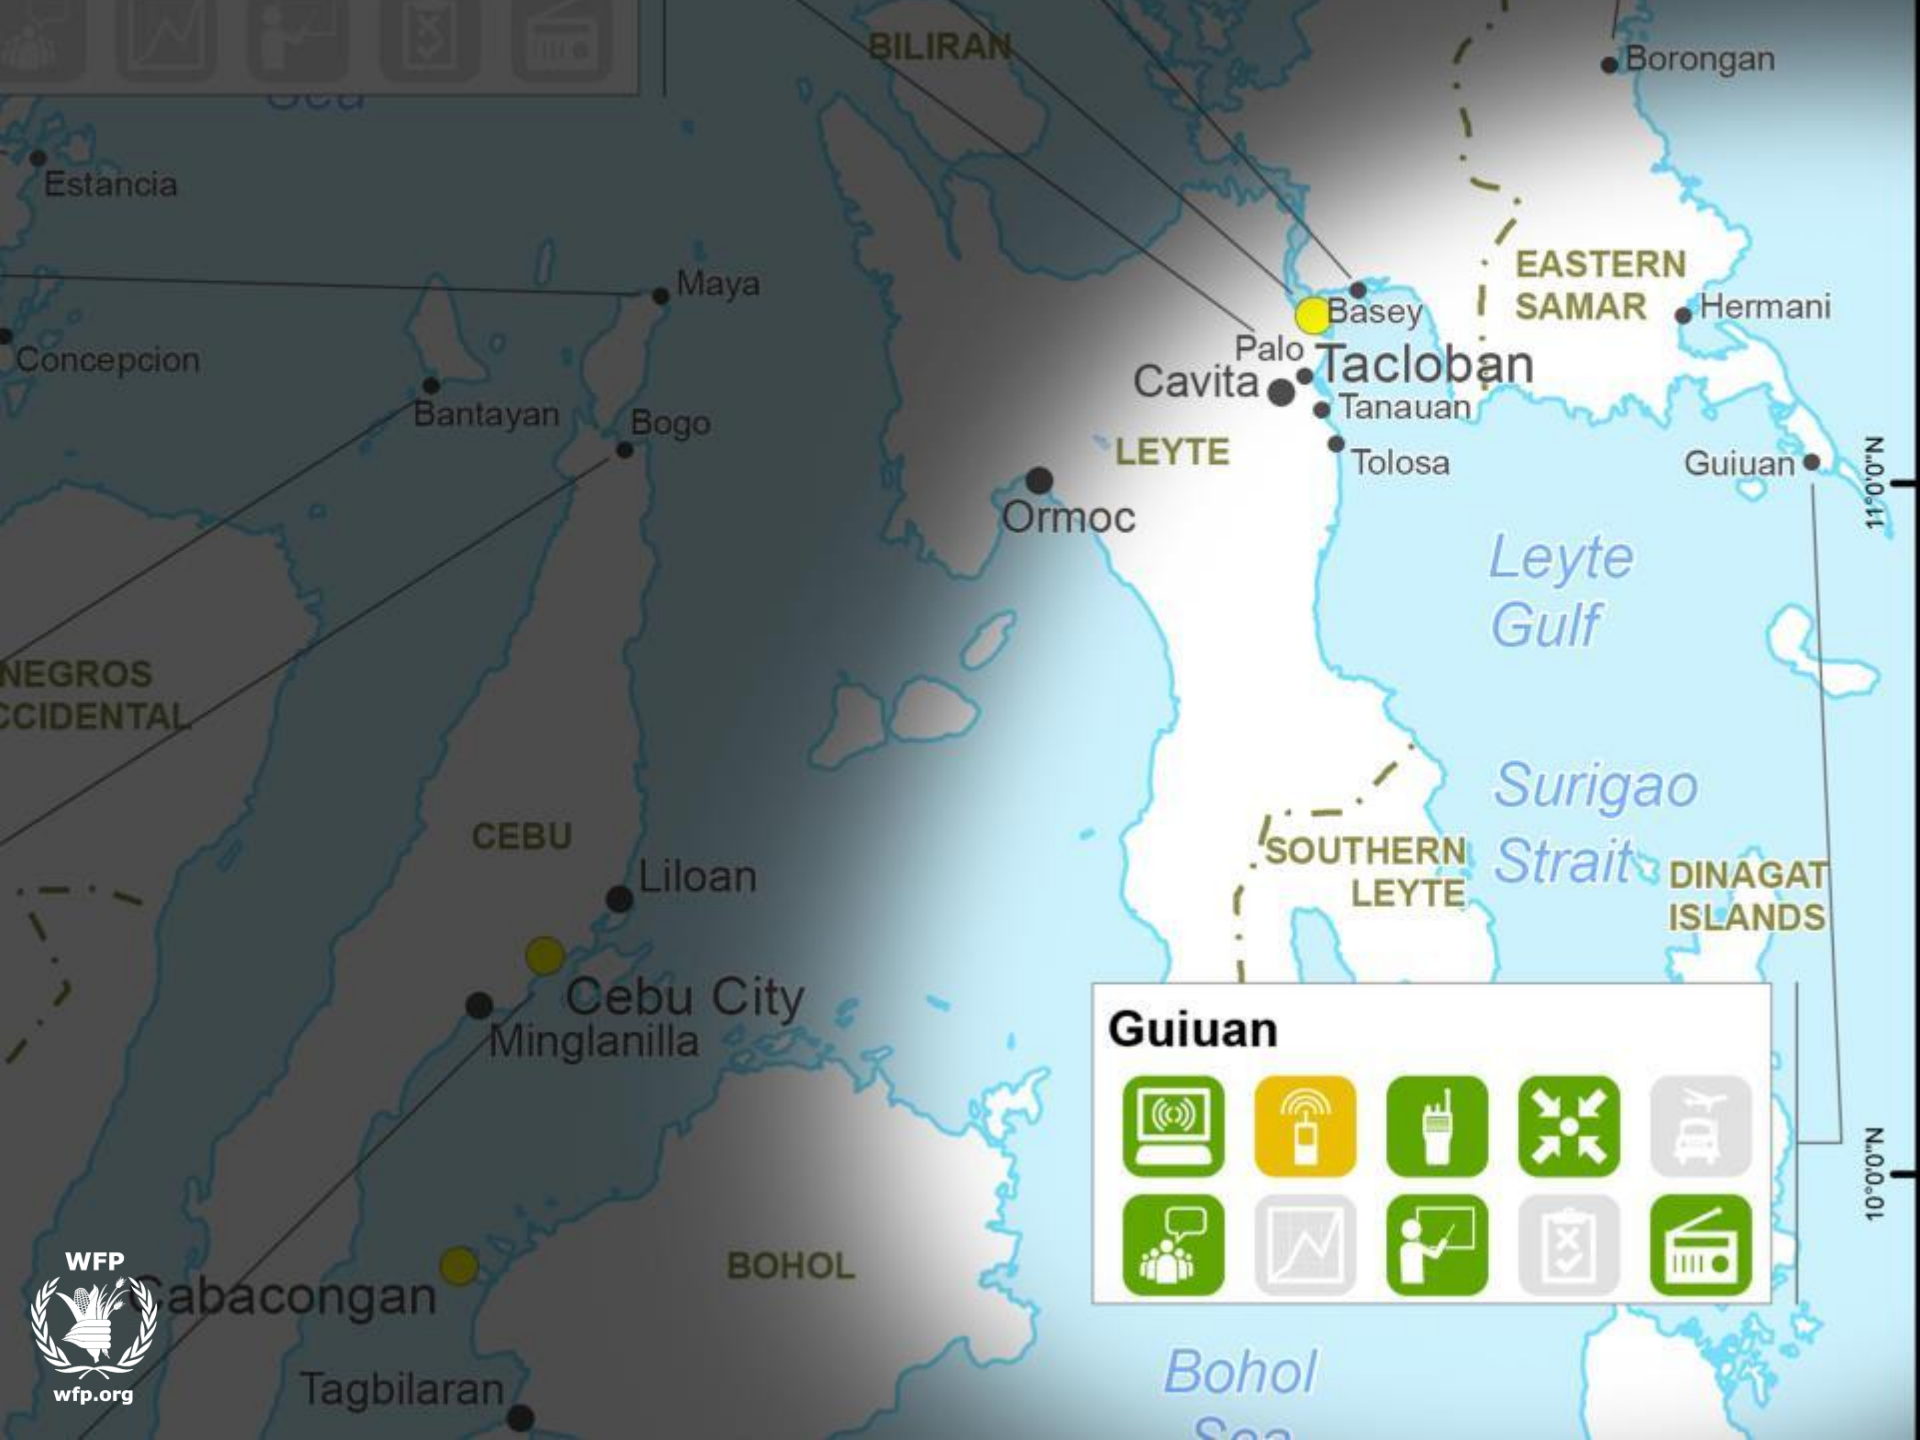 BILIRAN
Borongan
Sea
Estancia
EASTERN
SAMAR
Maya
Hermani
Basey
Concepcion
Palo
Tacloban
Cavita
Bantayan
Tanauan
Bogo
LEYTE
Tolosa
Guiuan
11°0'0"N
Ormoc
Leyte
Gulf
NEGROS
CCIDENTAL
Surigao
Strait
CEBU
SOUTHERN
LEYTE
DINAGAT
ISLANDS
Liloan
Cebu City
Minglanilla
Guiuan
10°0'0"N
BOHOL
WFP
Cabacongan
wfp.org
Tagbilaran
Bohol
Sea